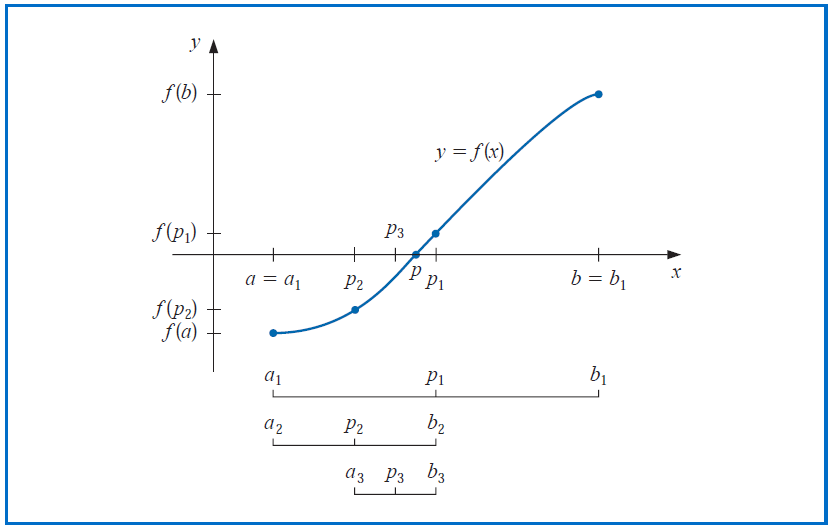 y
f(b)
y = f(x)
f(p₁)
p₃
a = a₁
p₂
p
p₁
b = b₁
x
f(p₂)
f(a)
a₁ p₁ b₁
a₂ p₂ b₂
a₃ p₃ b₃